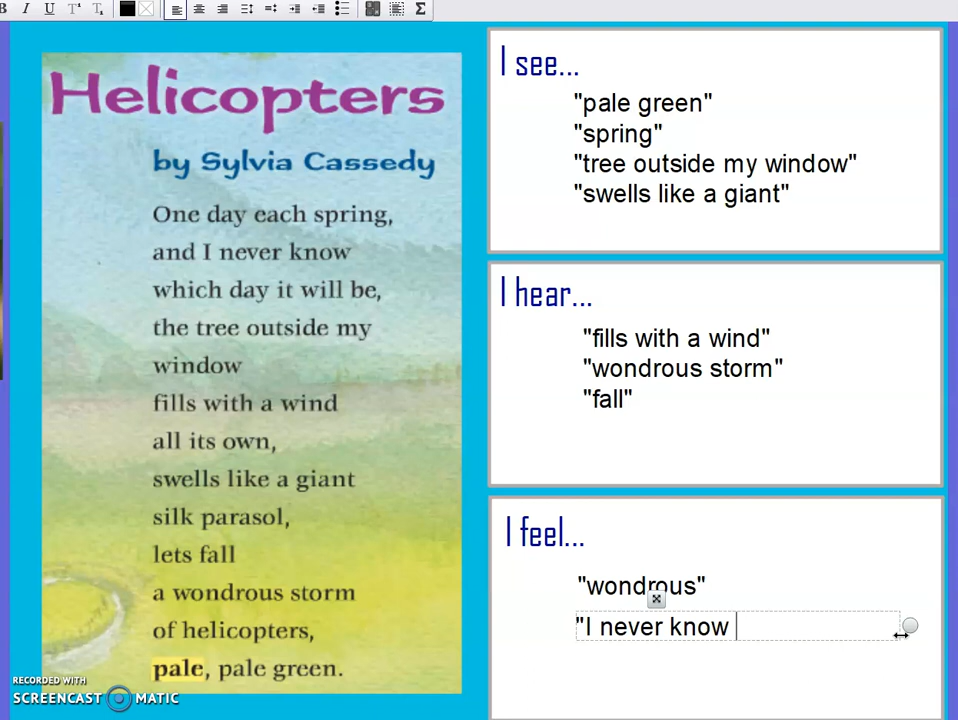 B I U T T Σ
Helicopters
by Sylvia Cassedy
One day each spring,
and I never know
which day it will be,
the tree outside my
window
fills with a wind
all its own,
swells like a giant
silk parasol,
lets fall
a wondrous storm
of helicopters,
pale, pale green.
RECORDED WITH
SCREENCAST MATIC
I see...
"pale green"
"spring"
"tree outside my window"
"swells like a giant"
I hear...
"fills with a wind"
"wondrous storm"
"fall"
I feel...
"wondrous"
"I never know